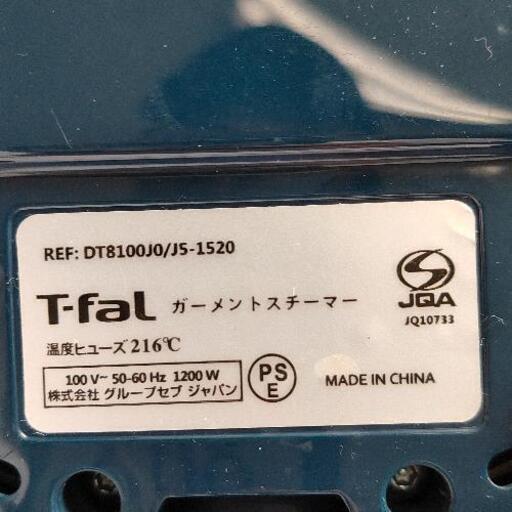 REF: DT8100J0/J5-1520
T-faL ガーメントスチーマー
温度ヒューズ 216℃
100 V~ 50-60 Hz 1200 W
株式会社 グループセブ ジャパン
PS
E
MADE IN CHINA
S
JQA
JQ10733